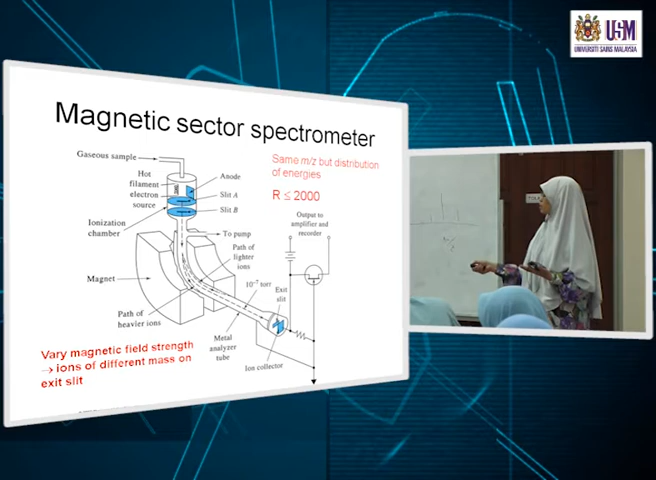 USM
UNIVERSITI SAINS MALAYSIA
Magnetic sector spectrometer
Gaseous sample
Same m/z but distribution
of energies
R ≤ 2000
Hot
filament
electron
source
Anode
Slit A
Slit B
Ionization
chamber
To pump
Output to
amplifier and
recorder
Path of
lighter
ions
Magnet
10⁻⁷ torr
Exit
slit
Path of
heavier ions
Metal
analyzer
tube
Ion collector
Vary magnetic field strength
→ ions of different mass on
exit slit